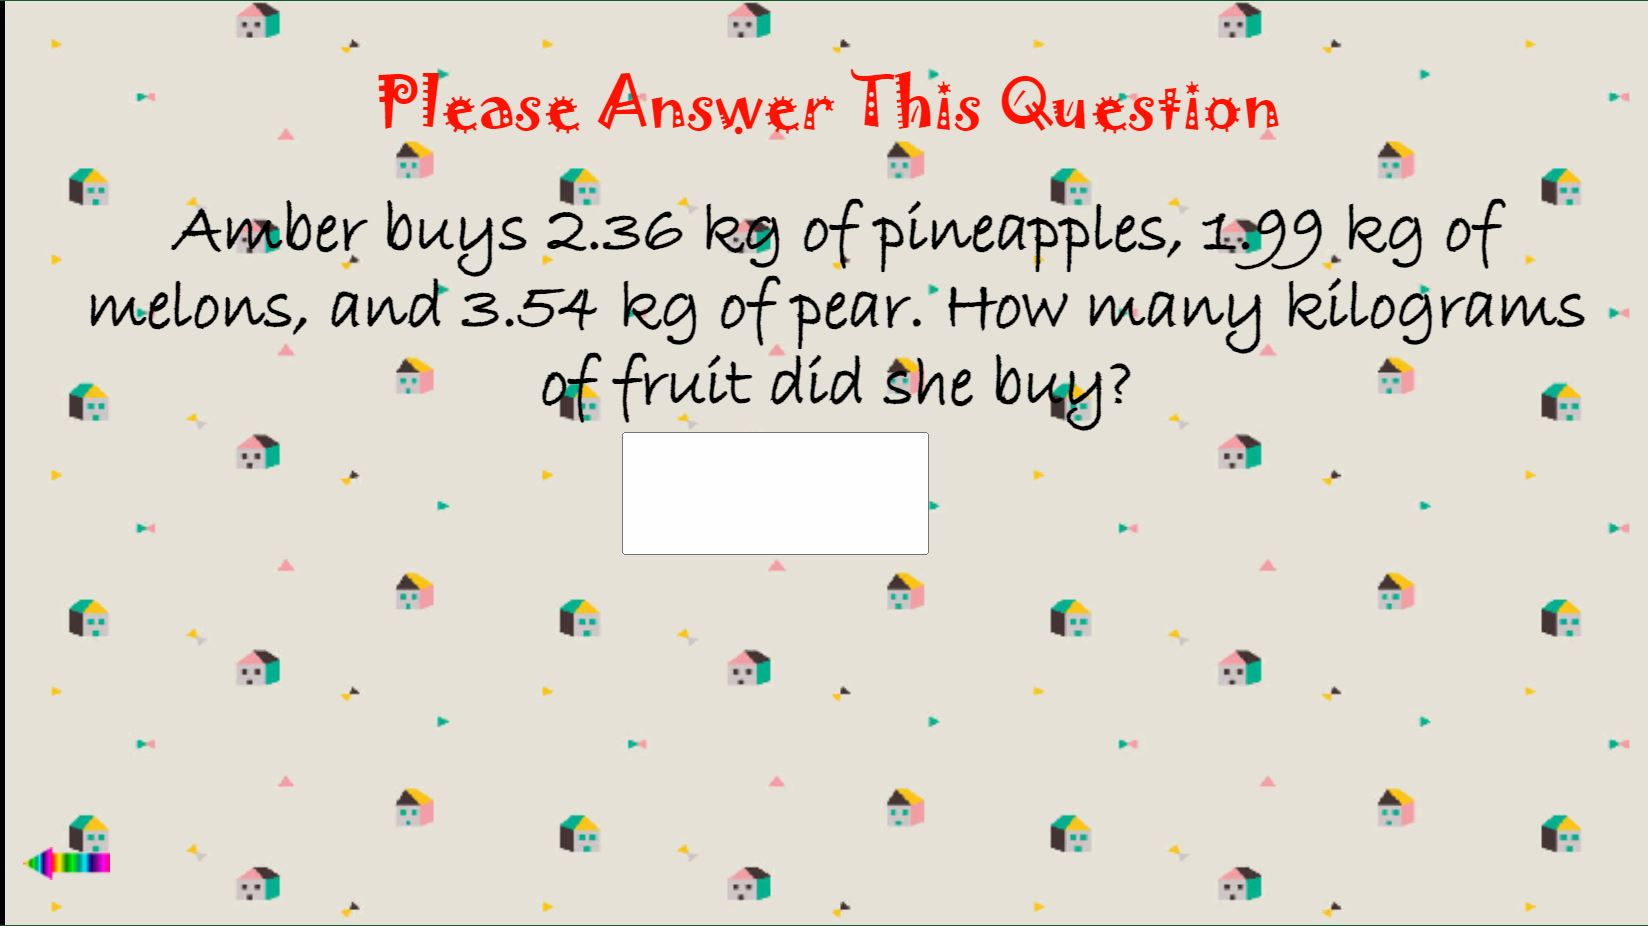 Please Answer This Question
Amber buys 2.36 kg of pineapples, 1.99 kg of
melons, and 3.54 kg of pear. How many kilograms
of fruit did she buy?